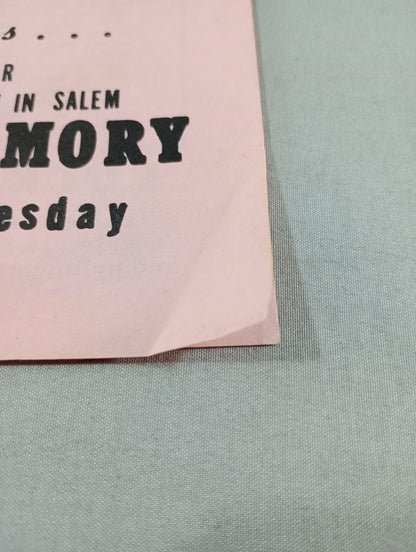 s . . .
R
IN SALEM
MORY
esday